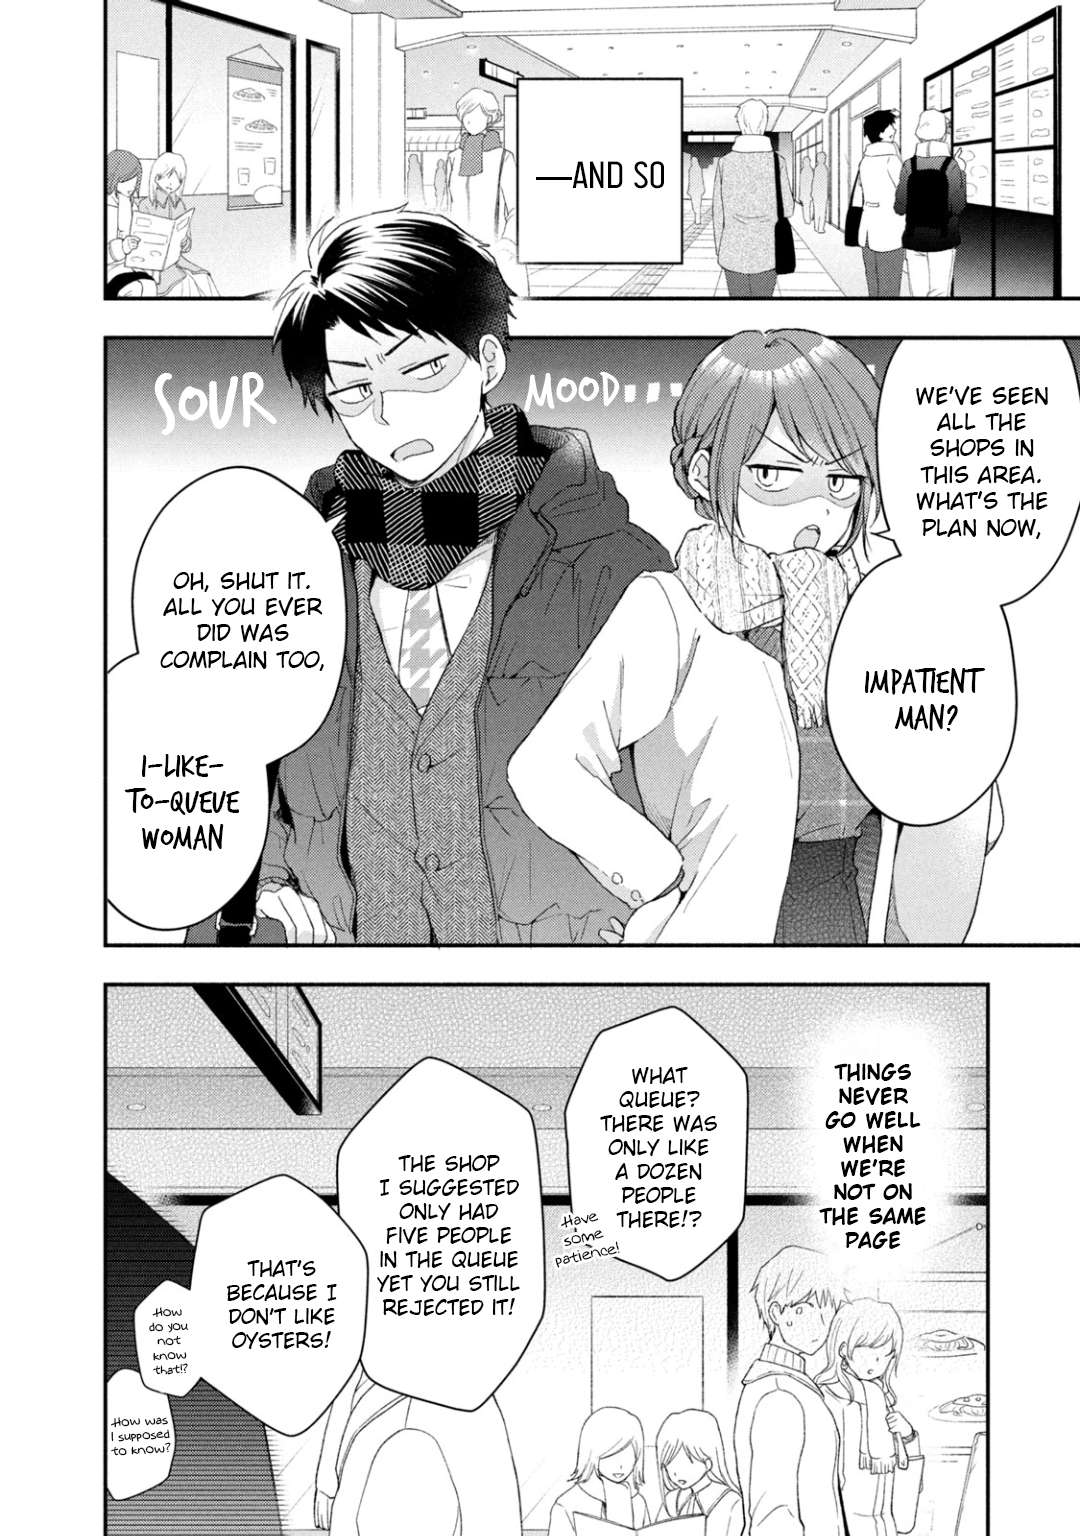 —AND SO
WE'VE SEEN
ALL THE
SHOPS IN
THIS AREA.
WHAT'S THE
PLAN NOW,
IMPATIENT
MAN?
SOUR MOOD...
OH, SHUT IT.
ALL YOU EVER
DID WAS
COMPLAIN TOO,
I-LIKE-
TO-QUEUE
WOMAN
THINGS
NEVER
GO WELL
WHEN
WE'RE
NOT ON
THE SAME
PAGE
WHAT
QUEUE?
THERE WAS
ONLY LIKE
A DOZEN
PEOPLE
THERE!?
Have
some
patience!
THE SHOP
I SUGGESTED
ONLY HAD
FIVE PEOPLE
IN THE QUEUE
YET YOU STILL
REJECTED IT!
THAT'S
BECAUSE I
DON'T LIKE
OYSTERS!
How
do you
not
know
that!?
How was
I supposed
to know?